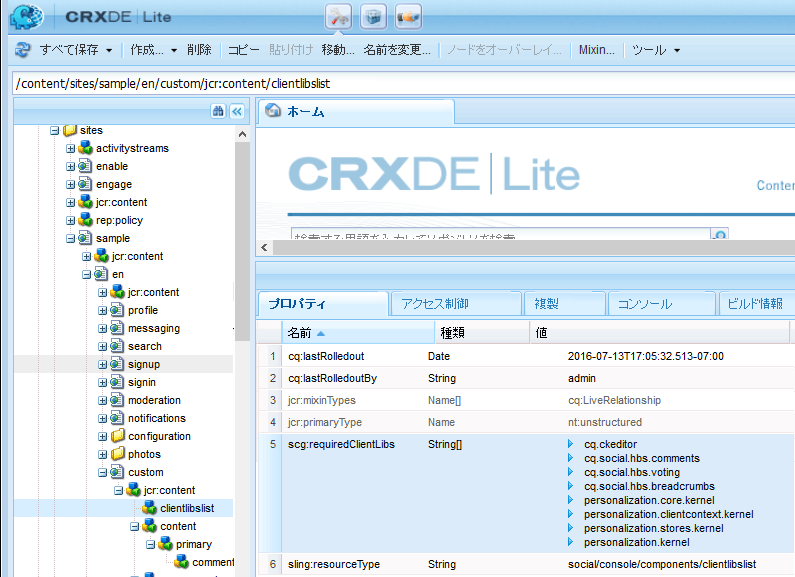 CRXDE | Lite
すべて保存 作成... 削除 コピー 貼り付け 移動... 名前を変更... ノードをオーバーレイ... Mixin... ツール
/content/sites/sample/en/custom/jcr:content/clientlibslist
sites
activitystreams
enable
engage
jcr:content
rep:policy
sample
jcr:content
en
jcr:content
profile
messaging
search
signup
signin
moderation
notifications
configuration
photos
custom
jcr:content
clientlibslist
content
primary
comment
ホーム
CRXDE | Lite
Conter
プロパティ アクセス制御 複製 コンソール ビルド情報
名前 種類 値
1 cq:lastRolledout Date 2016-07-13T17:05:32.513-07:00
2 cq:lastRolledoutBy String admin
3 jcr:mixinTypes Name[] cq:LiveRelationship
4 jcr:primaryType Name nt:unstructured
5 scg:requiredClientLibs String[] cq.ckeditor
cq.social.hbs.comments
cq.social.hbs.voting
cq.social.hbs.breadcrumbs
personalization.core.kernel
personalization.clientcontext.kernel
personalization.stores.kernel
personalization.kernel
6 sling:resourceType String social/console/components/clientlibslist